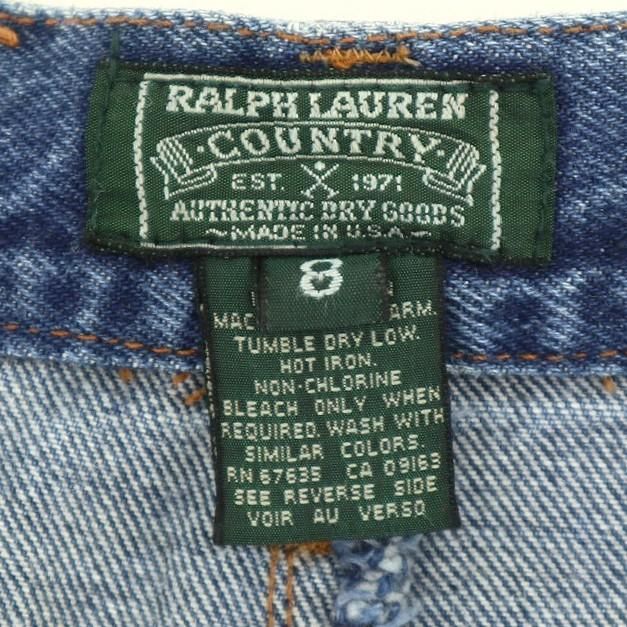 RALPH LAUREN
·COUNTRY·
EST. 1971
AUTHENTIC DRY GOODS
~MADE IN U.S.A.~
8
TUMBLE DRY LOW.
HOT IRON.
NON-CHLORINE
BLEACH ONLY WHEN
REQUIRED. WASH WITH
SIMILAR COLORS.
RN 67635 CA 09163
SEE REVERSE SIDE
VOIR AU VERSO